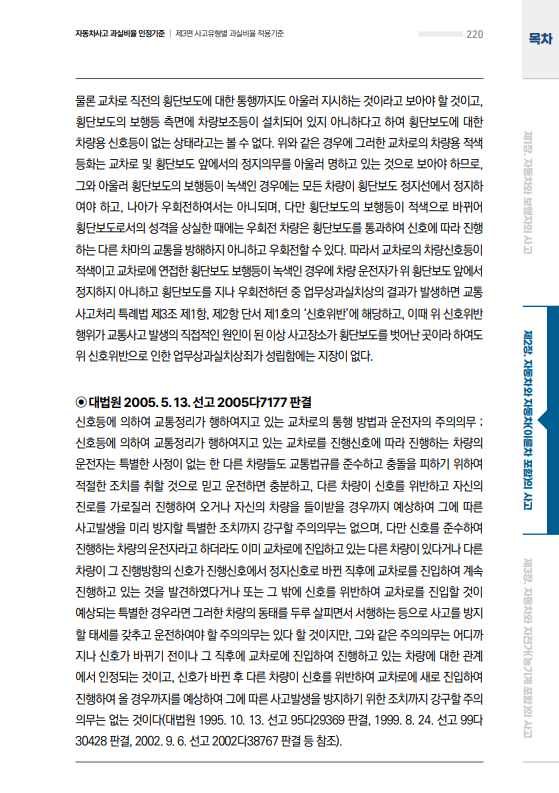 자동차사고 과실비율 인정기준 | 제3편 사고유형별 과실비율 적용기준
220
목차
물론 교차로 직전의 횡단보도에 대한 통행까지도 아울러 지시하는 것이라고 보아야 할 것이고,
횡단보도의 보행등 측면에 차량보조등이 설치되어 있지 아니하다고 하여 횡단보도에 대한
차량용 신호등이 없는 상태라고는 볼 수 없다. 위와 같은 경우에 그러한 교차로의 차량용 적색
등화는 교차로 및 횡단보도 앞에서의 정지의무를 아울러 명하고 있는 것으로 보아야 하므로,
그와 아울러 횡단보도의 보행등이 녹색인 경우에는 모든 차량이 횡단보도 정지선에서 정지하
여야 하고, 나아가 우회전하여서는 아니되며, 다만 횡단보도의 보행등이 적색으로 바뀌어
횡단보도로서의 성격을 상실한 때에는 우회전 차량은 횡단보도를 통과하여 신호에 따라 진행
하는 다른 차마의 교통을 방해하지 아니하고 우회전할 수 있다. 따라서 교차로의 차량신호등이
적색이고 교차로에 연접한 횡단보도 보행등이 녹색인 경우에 차량 운전자가 위 횡단보도 앞에서
정지하지 아니하고 횡단보도를 지나 우회전하던 중 업무상과실치상의 결과가 발생하면 교통
사고처리 특례법 제3조 제1항, 제2항 단서 제1호의 ‘신호위반’에 해당하고, 이때 위 신호위반
행위가 교통사고 발생의 직접적인 원인이 된 이상 사고장소가 횡단보도를 벗어난 곳이라 하여도
위 신호위반으로 인한 업무상과실치상죄가 성립함에는 지장이 없다.
◉ 대법원 2005. 5. 13. 선고 2005다7177 판결
신호등에 의하여 교통정리가 행하여지고 있는 교차로의 통행 방법과 운전자의 주의의무 ;
신호등에 의하여 교통정리가 행하여지고 있는 교차로를 진행신호에 따라 진행하는 차량의
운전자는 특별한 사정이 없는 한 다른 차량들도 교통법규를 준수하고 충돌을 피하기 위하여
적절한 조치를 취할 것으로 믿고 운전하면 충분하고, 다른 차량이 신호를 위반하고 자신의
진로를 가로질러 진행하여 오거나 자신의 차량을 들이받을 경우까지 예상하여 그에 따른
사고발생을 미리 방지할 특별한 조치까지 강구할 주의의무는 없으며, 다만 신호를 준수하여
진행하는 차량의 운전자라고 하더라도 이미 교차로에 진입하고 있는 다른 차량이 있다거나 다른
차량이 그 진행방향의 신호가 진행신호에서 정지신호로 바뀐 직후에 교차로를 진입하여 계속
진행하고 있는 것을 발견하였다거나 또는 그 밖에 신호를 위반하여 교차로를 진입할 것이
예상되는 특별한 경우라면 그러한 차량의 동태를 두루 살피면서 서행하는 등으로 사고를 방지
할 태세를 갖추고 운전하여야 할 주의의무는 있다 할 것이지만, 그와 같은 주의의무는 어디까
지나 신호가 바뀌기 전이나 그 직후에 교차로에 진입하여 진행하고 있는 차량에 대한 관계
에서 인정되는 것이고, 신호가 바뀐 후 다른 차량이 신호를 위반하여 교차로에 새로 진입하여
진행하여 올 경우까지를 예상하여 그에 따른 사고발생을 방지하기 위한 조치까지 강구할 주의
의무는 없는 것이다(대법원 1995. 10. 13. 선고 95다29369 판결, 1999. 8. 24. 선고 99다
30428 판결, 2002. 9. 6. 선고 2002다38767 판결 등 참조).
제1장. 자동차와 보행자의 사고
제2장. 자동차와 자동차(이륜차 포함)의 사고
제3장. 자동차와 자전거(농기계 포함)의 사고